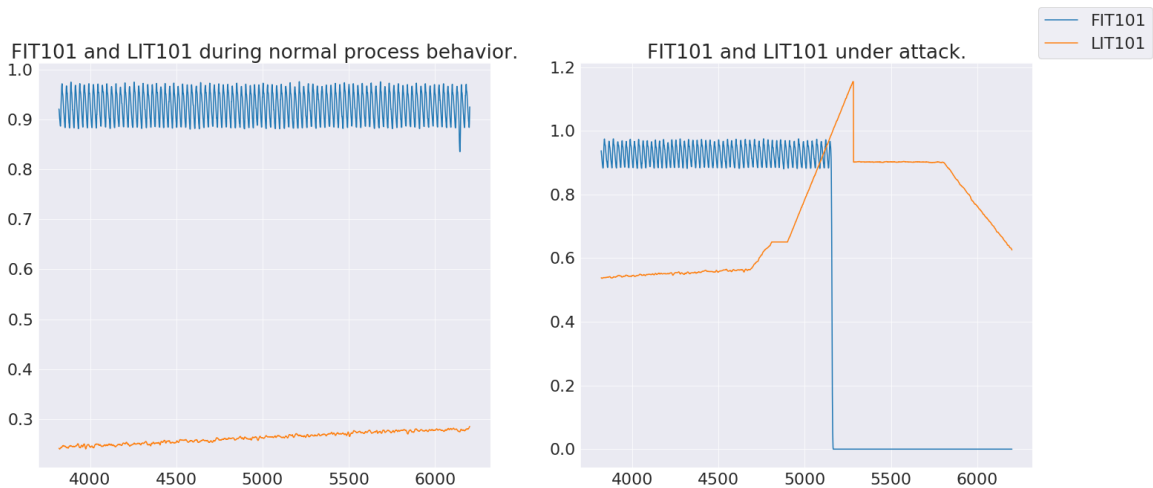 FIT101
LIT101
FIT101 and LIT101 during normal process behavior.
1.0
0.9
0.8
0.7
0.6
0.5
0.4
0.3
4000 4500 5000 5500 6000
FIT101 and LIT101 under attack.
1.2
1.0
0.8
0.6
0.4
0.2
0.0
4000 4500 5000 5500 6000